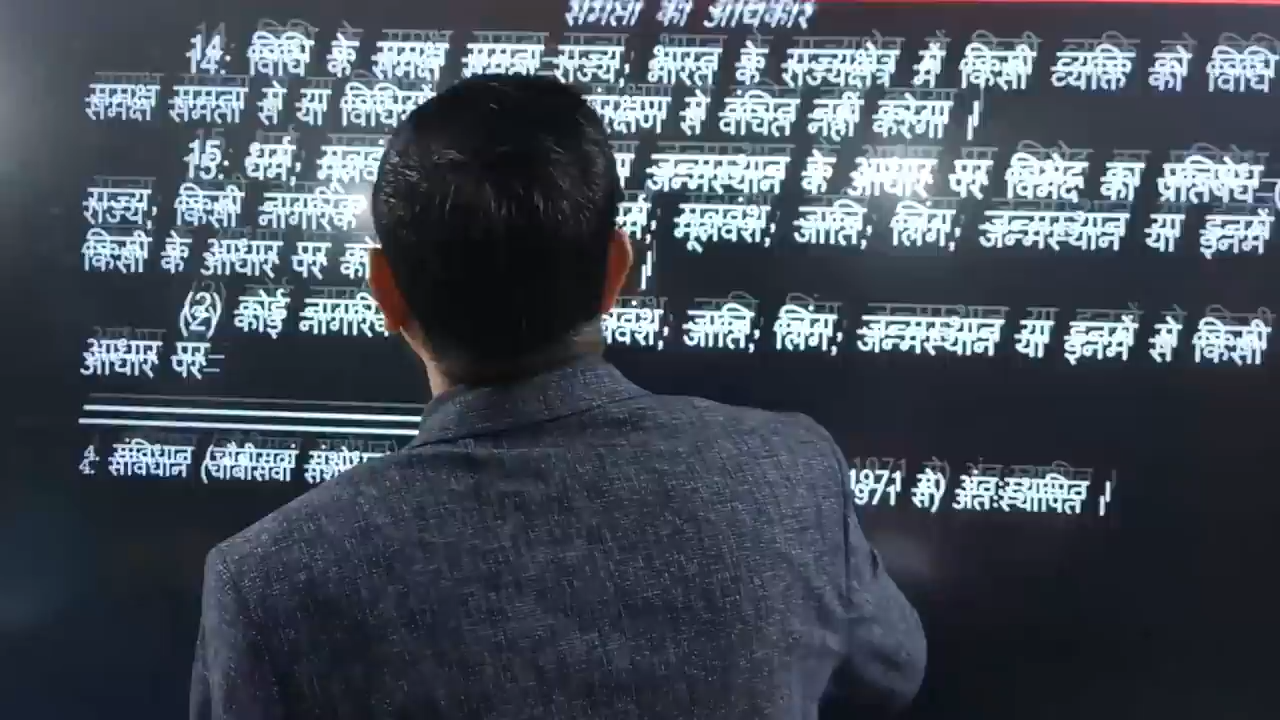 समता का अधिकार
14. विधि के समक्ष समता–राज्य, भारत के राज्यक्षेत्र में किसी व्यक्ति को विधि
समक्ष समता से या विधियों संरक्षण से वंचित नहीं करेगा ।
15. धर्म, मूलवंश जन्मस्थान के आधार पर विभेद का प्रतिषेध
राज्य, किसी नागरिक धर्म, मूलवंश, जाति, लिंग, जन्मस्थान या इनमें
किसी के आधार पर को ।
(2) कोई नागरिक मूलवंश, जाति, लिंग, जन्मस्थान या इनमें से किसी
आधार पर–
4. संविधान (चौबीसवां संशोधन) 1971 से) अंतःस्थापित ।